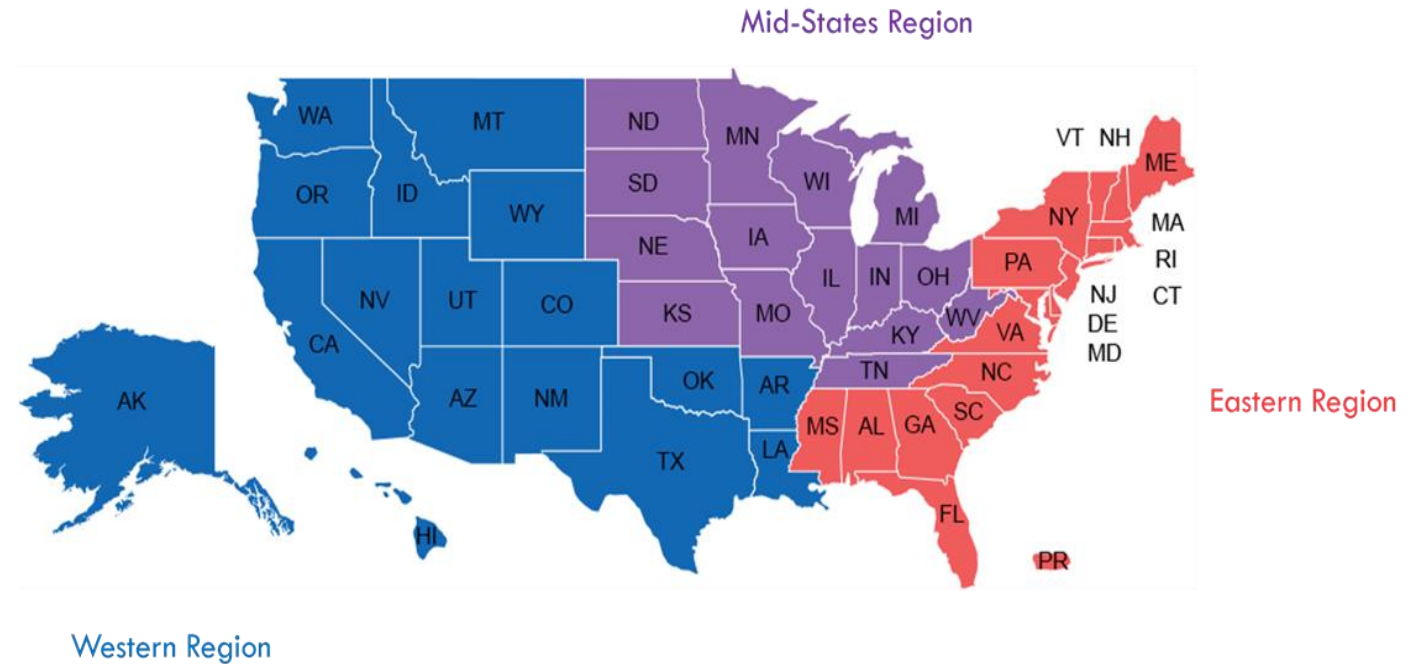 Mid-States Region
WA
MT
ND
MN
VT NH
ME
OR
ID
SD
WI
WY
MI
NY
MA
NE
IA
PA
RI
NV
UT
CO
IL
IN
OH
NJ
CT
KS
MO
WV
DE
CA
KY
VA
MD
AK
AZ
NM
OK
AR
TN
NC
Eastern Region
TX
LA
MS
AL
GA
SC
HI
FL
PR
Western Region